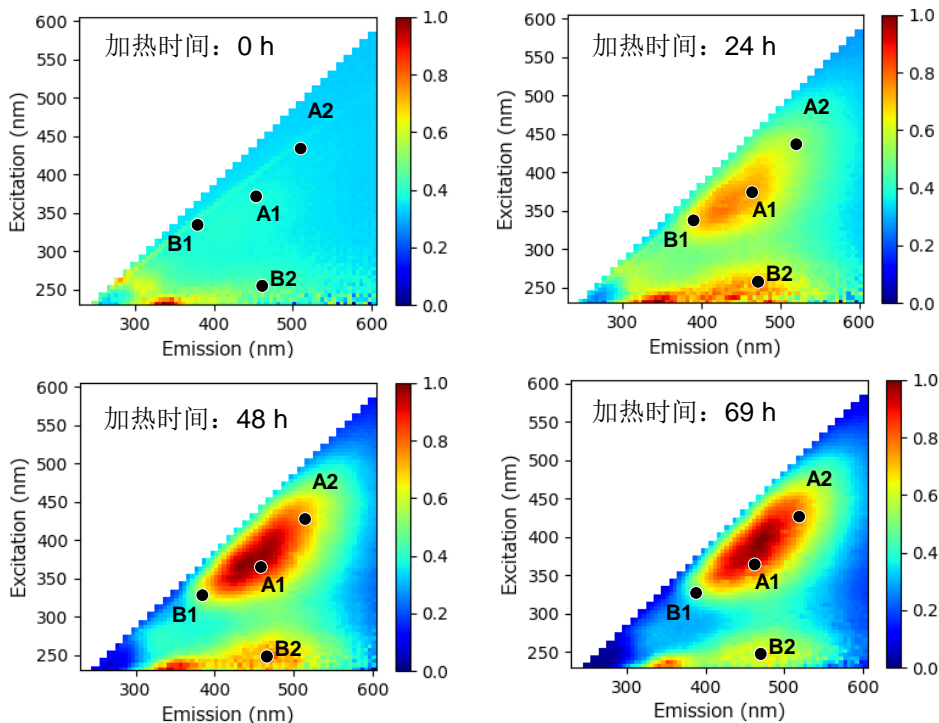 加热时间：0 h
Excitation (nm)
600
550
500
450
400
350
300
250
A2
A1
B1
B2
300 400 500 600
Emission (nm)
1.0
0.8
0.6
0.4
0.2
0.0
加热时间：24 h
Excitation (nm)
600
550
500
450
400
350
300
250
A2
A1
B1
B2
300 400 500 600
Emission (nm)
1.0
0.8
0.6
0.4
0.2
0.0
加热时间：48 h
Excitation (nm)
600
550
500
450
400
350
300
250
A2
A1
B1
B2
300 400 500 600
Emission (nm)
1.0
0.8
0.6
0.4
0.2
0.0
加热时间：69 h
Excitation (nm)
600
550
500
450
400
350
300
250
A2
A1
B1
B2
300 400 500 600
Emission (nm)
1.0
0.8
0.6
0.4
0.2
0.0